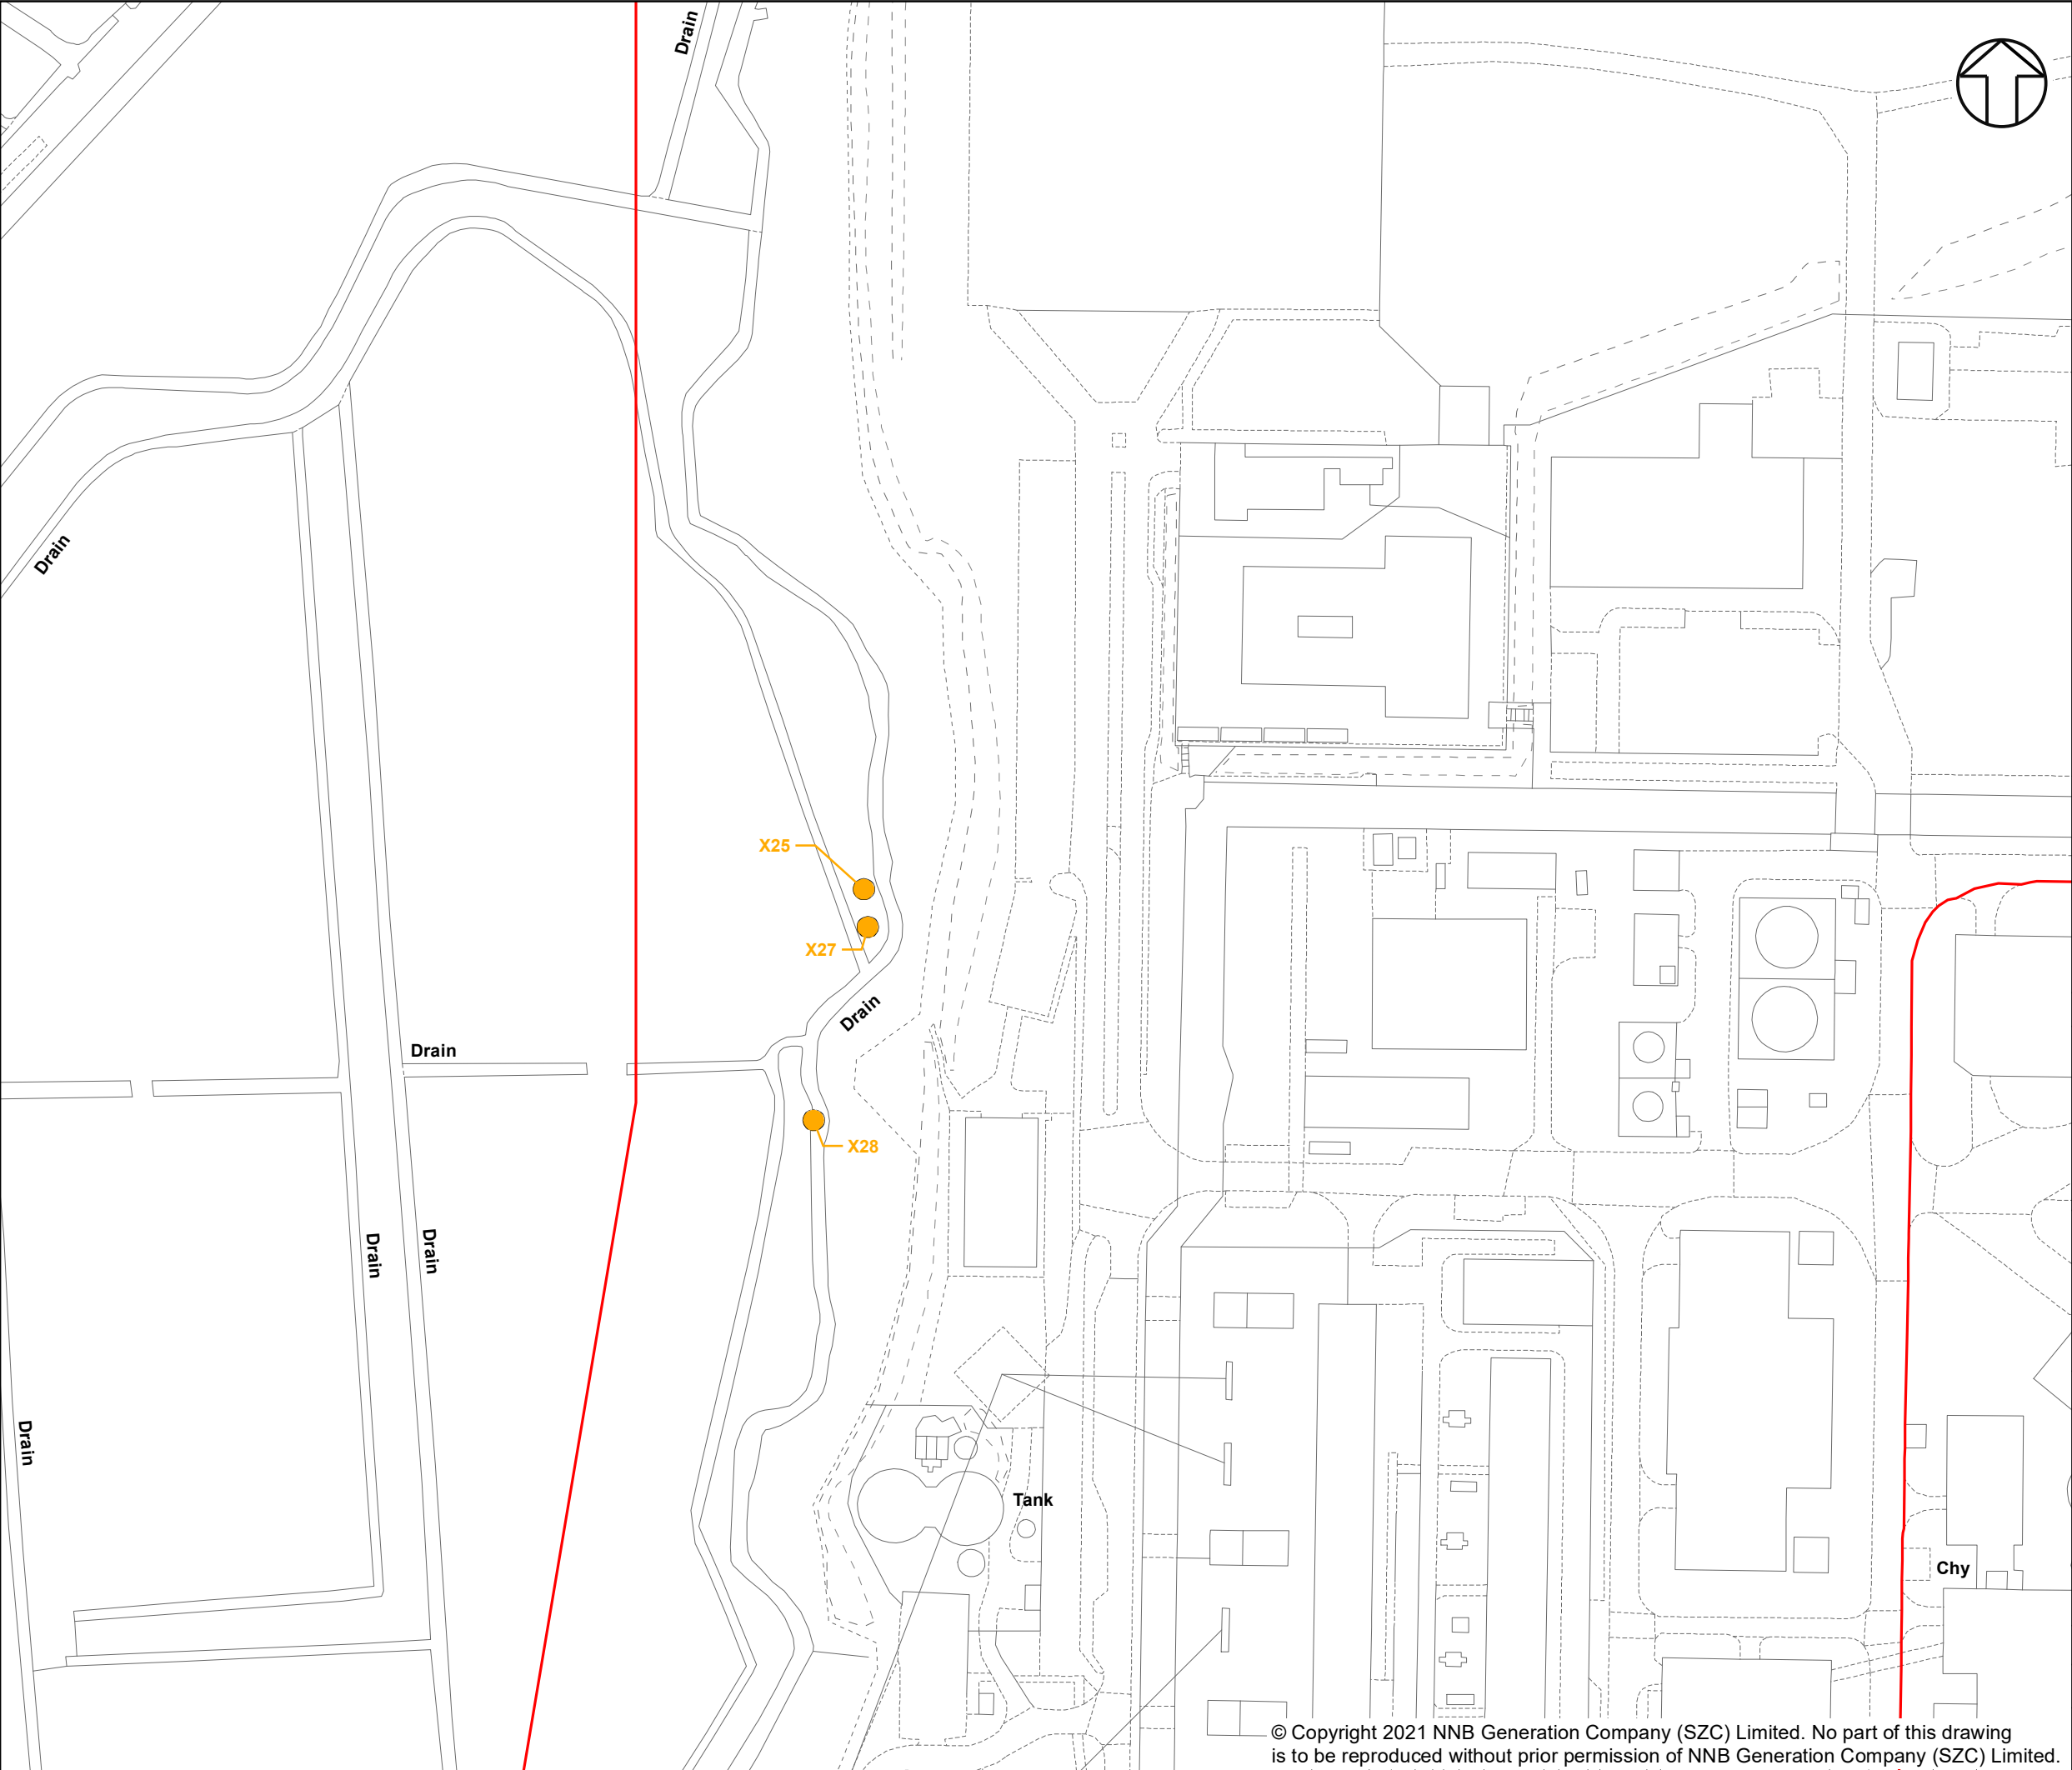 Drain
Drain
X25
X27
Drain
Drain
X28
Drain
Drain
Drain
Tank
Chy
© Copyright 2021 NNB Generation Company (SZC) Limited. No part of this drawing
is to be reproduced without prior permission of NNB Generation Company (SZC) Limited.